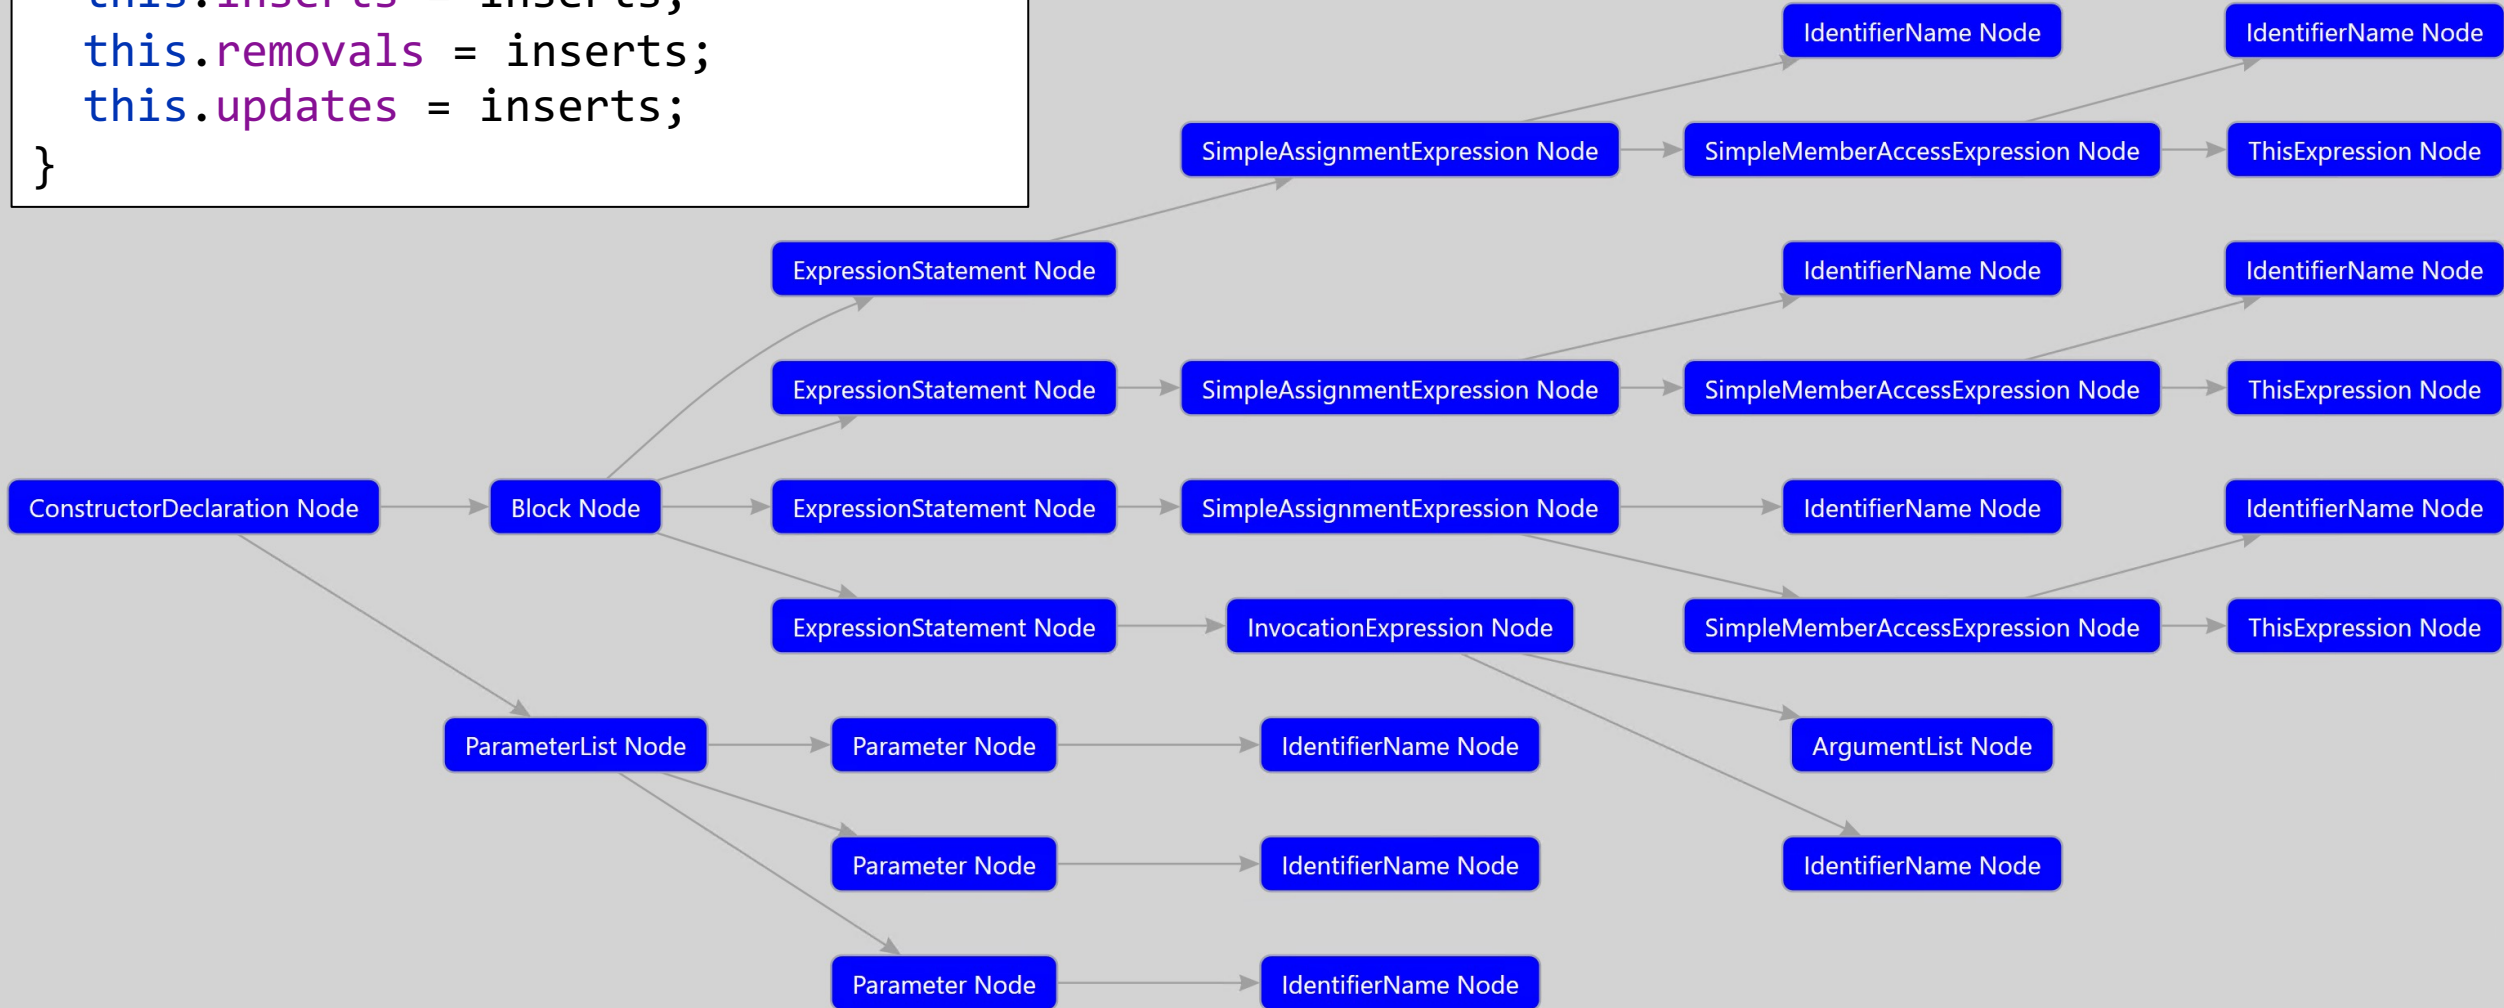 this.inserts = inserts;
this.removals = inserts;
this.updates = inserts;
}
IdentifierName Node
IdentifierName Node
SimpleAssignmentExpression Node
SimpleMemberAccessExpression Node
ThisExpression Node
ExpressionStatement Node
IdentifierName Node
IdentifierName Node
ExpressionStatement Node
SimpleAssignmentExpression Node
SimpleMemberAccessExpression Node
ThisExpression Node
ConstructorDeclaration Node
Block Node
ExpressionStatement Node
SimpleAssignmentExpression Node
IdentifierName Node
IdentifierName Node
ExpressionStatement Node
InvocationExpression Node
SimpleMemberAccessExpression Node
ThisExpression Node
ParameterList Node
Parameter Node
IdentifierName Node
ArgumentList Node
Parameter Node
IdentifierName Node
IdentifierName Node
Parameter Node
IdentifierName Node